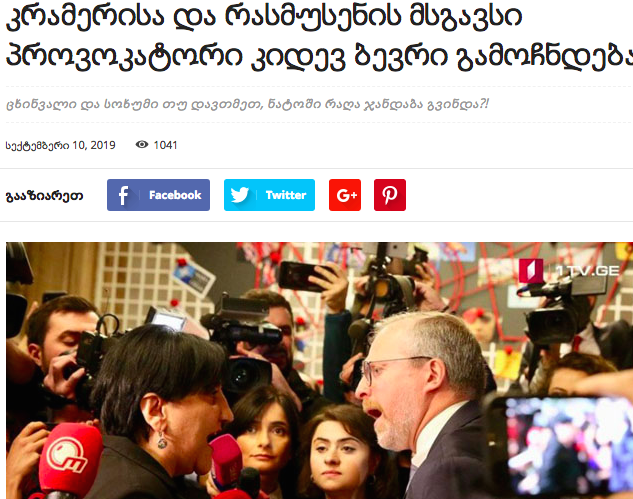 კრამერისა და რასმუსენის მსგავსი
პროვოკატორი კიდევ ბევრი გამოჩნდება
ცხინვალი და სოხუმი თუ დავთმეთ, ნატოში რაღა ჯანდაბა გვინდა?!
სექტემბერი 10, 2019 1041
გააზიარეთ Facebook Twitter G+
1TV.GE